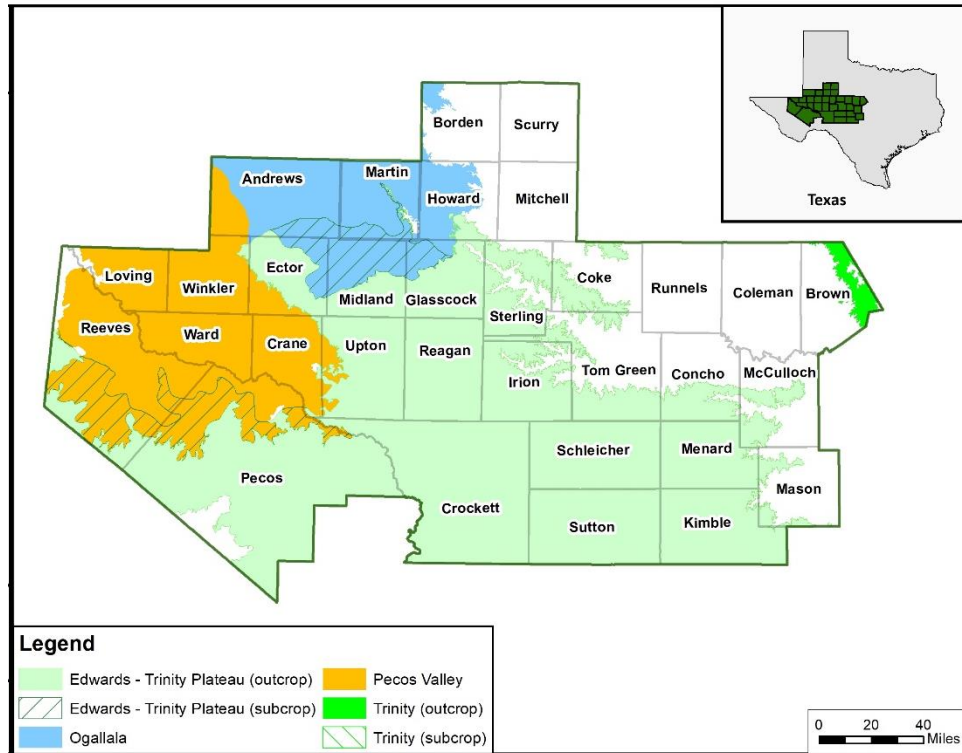 Borden
Scurry
Texas
Andrews
Martin
Howard
Mitchell
Loving
Winkler
Ector
Midland
Glasscock
Sterling
Coke
Runnels
Coleman
Brown
Reeves
Ward
Crane
Upton
Reagan
Irion
Tom Green
Concho
McCulloch
Pecos
Crockett
Schleicher
Menard
Mason
Sutton
Kimble
Legend
Edwards - Trinity Plateau (outcrop)
Pecos Valley
Edwards - Trinity Plateau (subcrop)
Trinity (outcrop)
Ogallala
Trinity (subcrop)
0 20 40
Miles